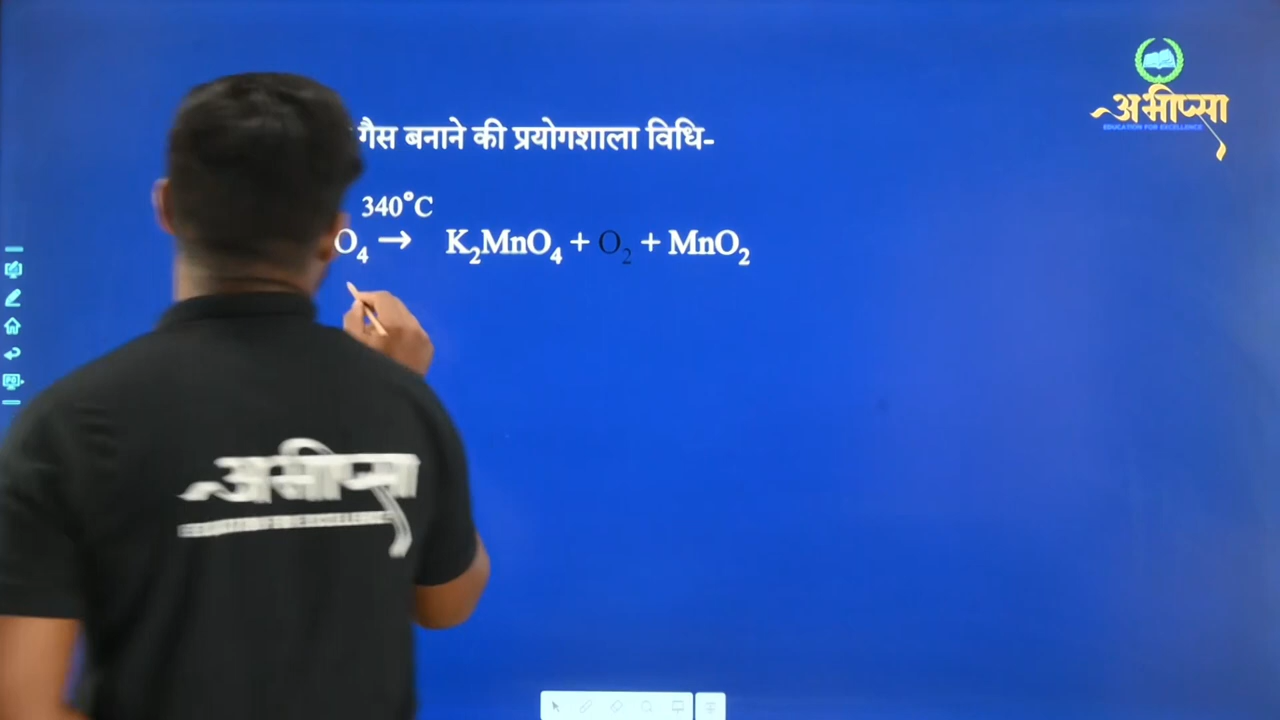 गैस बनाने की प्रयोगशाला विधि-
340°C
O₄ → K₂MnO₄ + O₂ + MnO₂
अभीप्सा
EDUCATION FOR EXCELLENCE
अभीप्सा